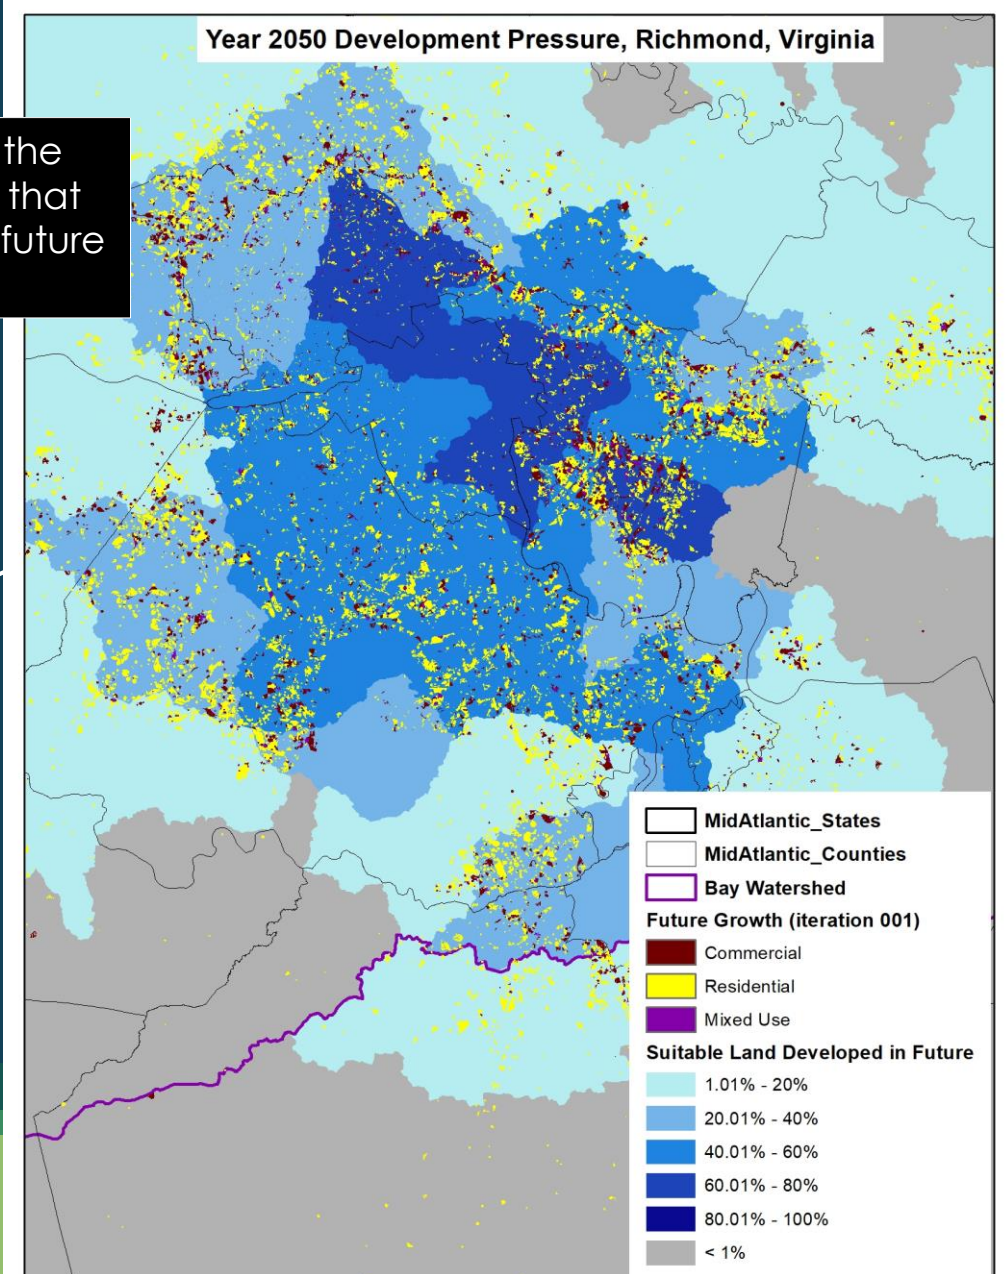 Year 2050 Development Pressure, Richmond, Virginia
the
that
future
MidAtlantic_States
MidAtlantic_Counties
Bay Watershed
Future Growth (iteration 001)
Commercial
Residential
Mixed Use
Suitable Land Developed in Future
1.01% - 20%
20.01% - 40%
40.01% - 60%
60.01% - 80%
80.01% - 100%
< 1%